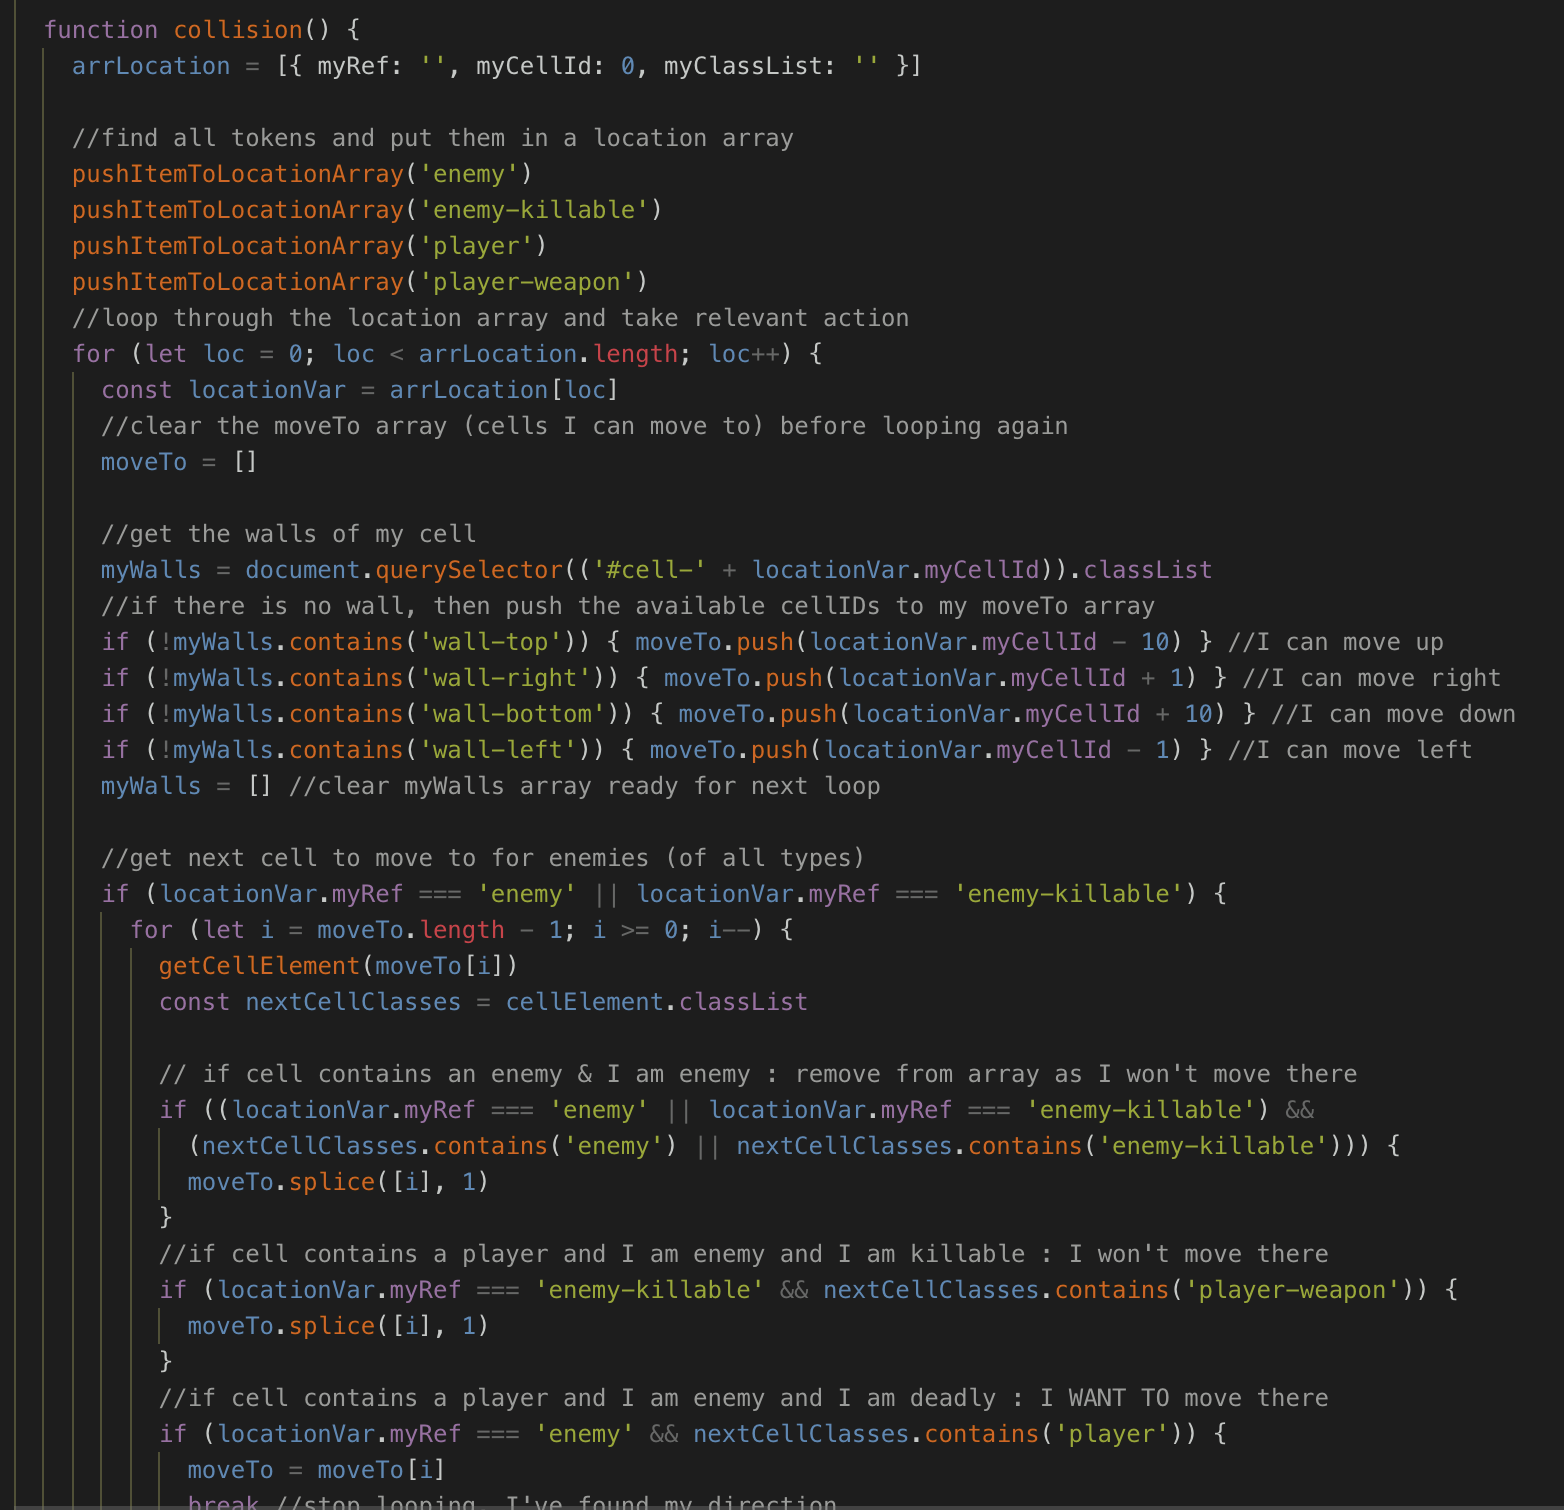 function collision() {
arrLocation = [{ myRef: '', myCellId: 0, myClassList: '' }]
//find all tokens and put them in a location array
pushItemToLocationArray('enemy')
pushItemToLocationArray('enemy-killable')
pushItemToLocationArray('player')
pushItemToLocationArray('player-weapon')
//loop through the location array and take relevant action
for (let loc = 0; loc < arrLocation.length; loc++) {
const locationVar = arrLocation[loc]
//clear the moveTo array (cells I can move to) before looping again
moveTo = []
//get the walls of my cell
myWalls = document.querySelector(('#cell-' + locationVar.myCellId)).classList
//if there is no wall, then push the available cellIDs to my moveTo array
if (!myWalls.contains('wall-top')) { moveTo.push(locationVar.myCellId - 10) } //I can move up
if (!myWalls.contains('wall-right')) { moveTo.push(locationVar.myCellId + 1) } //I can move right
if (!myWalls.contains('wall-bottom')) { moveTo.push(locationVar.myCellId + 10) } //I can move down
if (!myWalls.contains('wall-left')) { moveTo.push(locationVar.myCellId - 1) } //I can move left
myWalls = [] //clear myWalls array ready for next loop
//get next cell to move to for enemies (of all types)
if (locationVar.myRef === 'enemy' || locationVar.myRef === 'enemy-killable') {
for (let i = moveTo.length - 1; i >= 0; i--) {
getCellElement(moveTo[i])
const nextCellClasses = cellElement.classList
// if cell contains an enemy & I am enemy : remove from array as I won't move there
if ((locationVar.myRef === 'enemy' || locationVar.myRef === 'enemy-killable') &&
(nextCellClasses.contains('enemy') || nextCellClasses.contains('enemy-killable'))) {
moveTo.splice([i], 1)
}
//if cell contains a player and I am enemy and I am killable : I won't move there
if (locationVar.myRef === 'enemy-killable' && nextCellClasses.contains('player-weapon')) {
moveTo.splice([i], 1)
}
//if cell contains a player and I am enemy and I am deadly : I WANT TO move there
if (locationVar.myRef === 'enemy' && nextCellClasses.contains('player')) {
moveTo = moveTo[i]
break //stop looping, I've found my direction